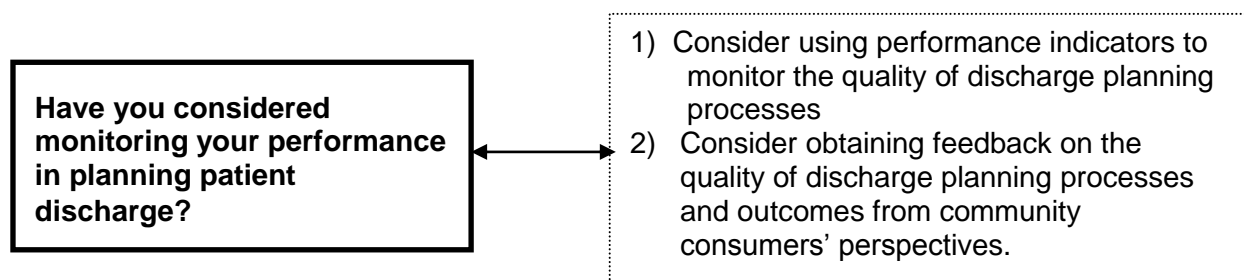 Have you considered
monitoring your performance
in planning patient
discharge?
1) Consider using performance indicators to
monitor the quality of discharge planning
processes
2) Consider obtaining feedback on the
quality of discharge planning processes
and outcomes from community
consumers’ perspectives.